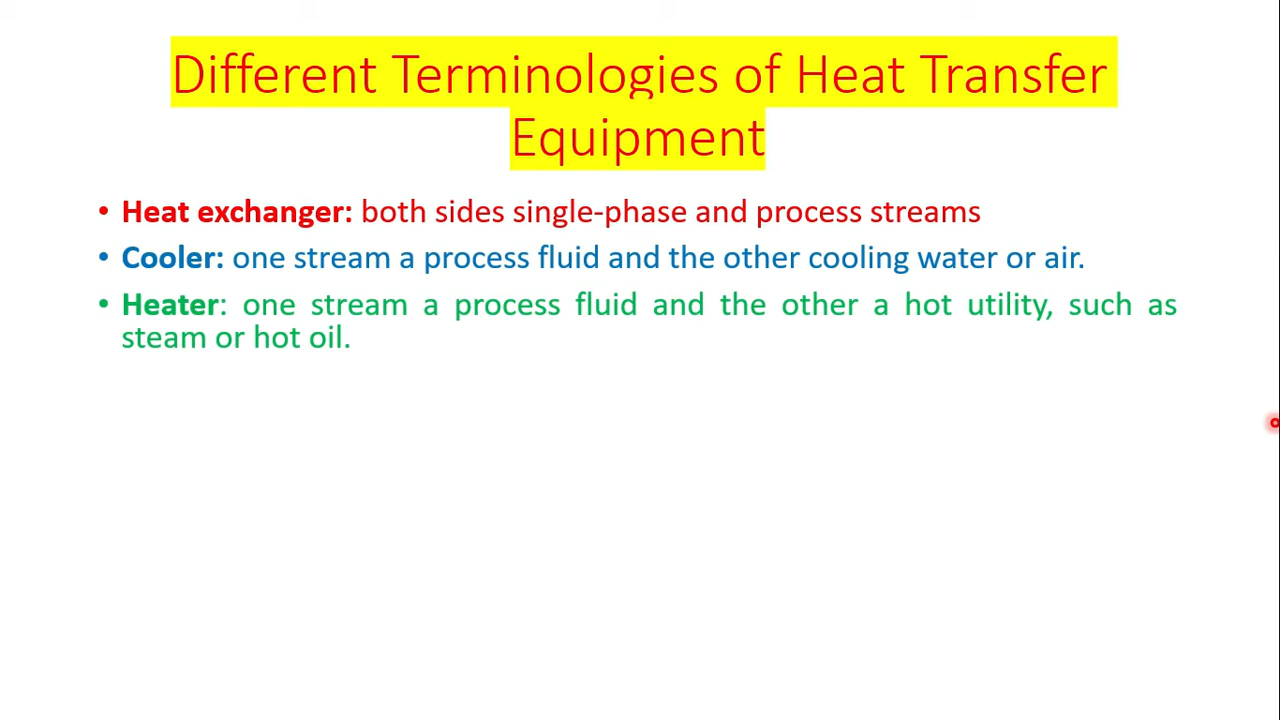 Different Terminologies of Heat Transfer
Equipment
• Heat exchanger: both sides single-phase and process streams
• Cooler: one stream a process fluid and the other cooling water or air.
• Heater: one stream a process fluid and the other a hot utility, such as
steam or hot oil.